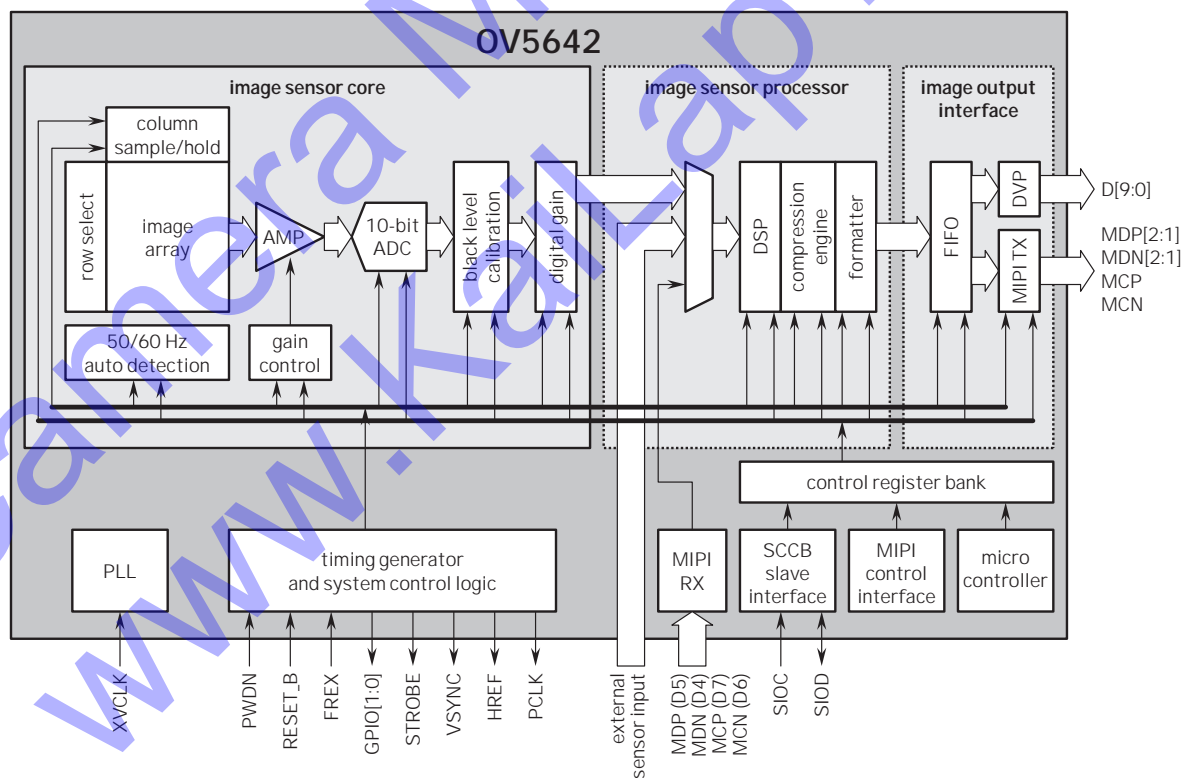 OV5642
image sensor core
image sensor processor
image output
interface
column
sample/hold
row select
image
array
AMP
10-bit
ADC
black level
calibration
digital gain
DSP
compression
engine
formatter
FIFO
DVP
MIPI TX
D[9:0]
MDP[2:1]
MDN[2:1]
MCP
MCN
50/60 Hz
auto detection
gain
control
control register bank
PLL
timing generator
and system control logic
MIPI
RX
SCCB
slave
interface
MIPI
control
interface
micro
controller
XVCLK
PWDN
RESET_B
FREX
GPIO[1:0]
STROBE
VSYNC
HREF
PCLK
external
sensor input
MDP (D5)
MDN (D4)
MCP (D7)
MCN (D6)
SIOC
SIOD
www.KaiLap